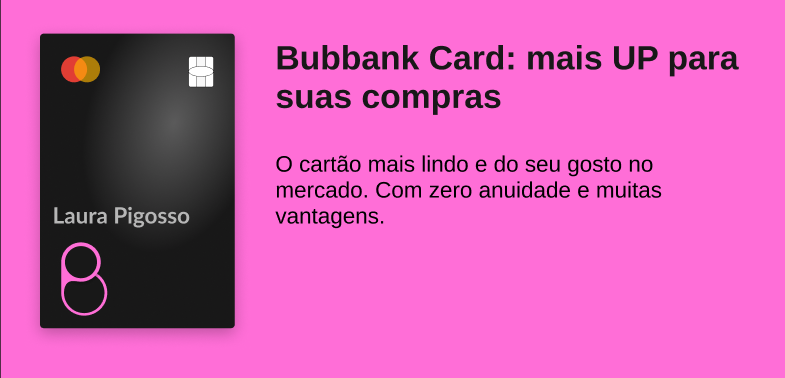 Bubbank Card: mais UP para
suas compras
O cartão mais lindo e do seu gosto no
mercado. Com zero anuidade e muitas
vantagens.
Laura Pigosso